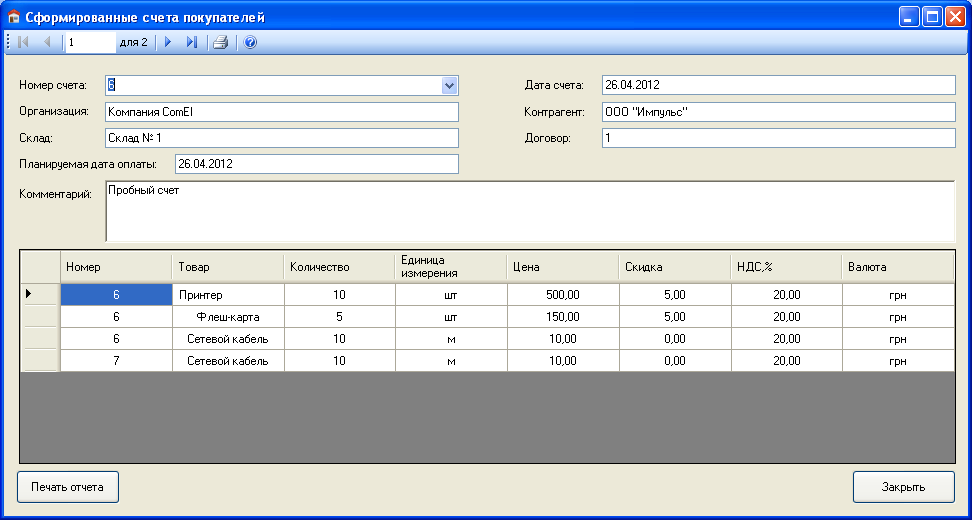 Сформированные счета покупателей
1 для 2
Номер счета: 6 Дата счета: 26.04.2012
Организация: Компания ComEl Контрагент: ООО "Импульс"
Склад: Склад № 1 Договор: 1
Планируемая дата оплаты: 26.04.2012
Комментарий: Пробный счет
Номер Товар Количество Единица измерения Цена Скидка НДС,% Валюта
6 Принтер 10 шт 500,00 5,00 20,00 грн
6 Флеш-карта 5 шт 150,00 5,00 20,00 грн
6 Сетевой кабель 10 м 10,00 0,00 20,00 грн
7 Сетевой кабель 10 м 10,00 0,00 20,00 грн
Печать отчета Закрыть